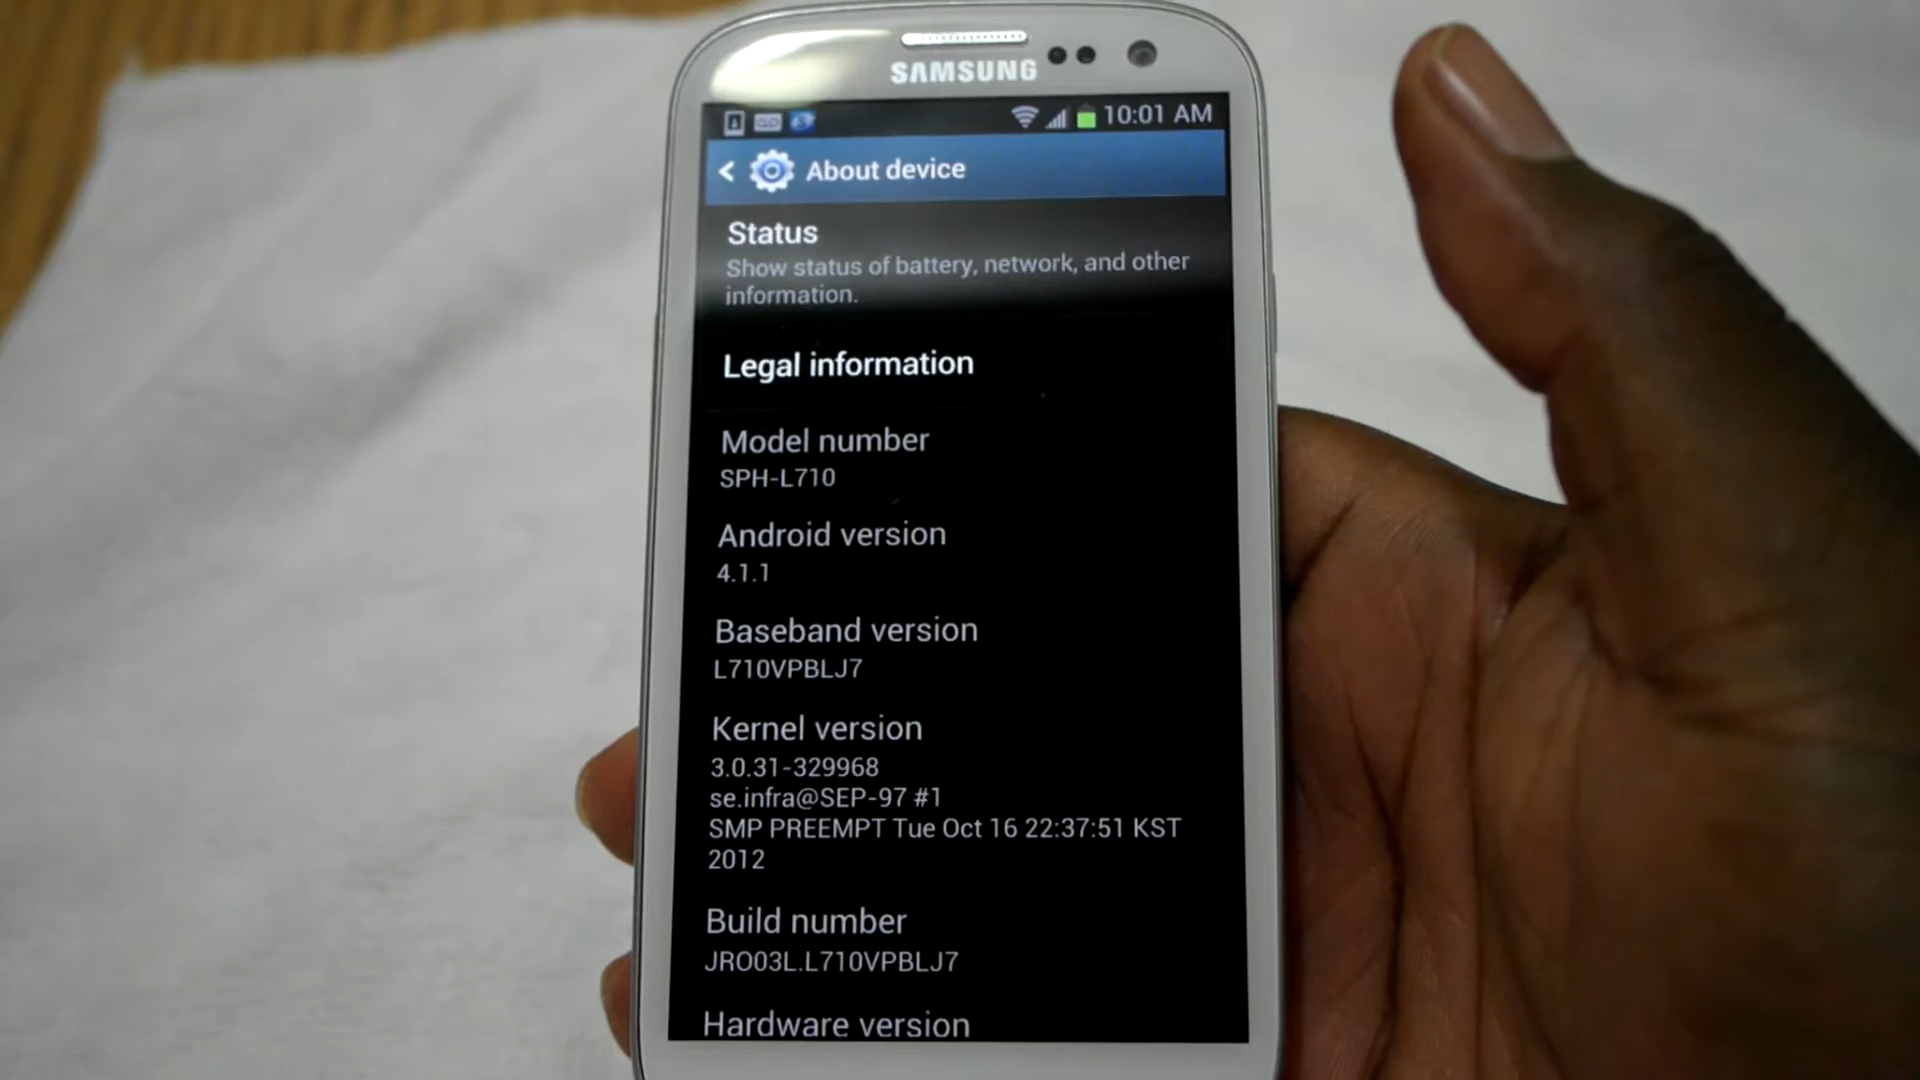 SAMSUNG
10:01 AM
About device
Status
Show status of battery, network, and other
information.
Legal information
Model number
SPH-L710
Android version
4.1.1
Baseband version
L710VPBLJ7
Kernel version
3.0.31-329968
se.infra@SEP-97 #1
SMP PREEMPT Tue Oct 16 22:37:51 KST
2012
Build number
JRO03L.L710VPBLJ7
Hardware version